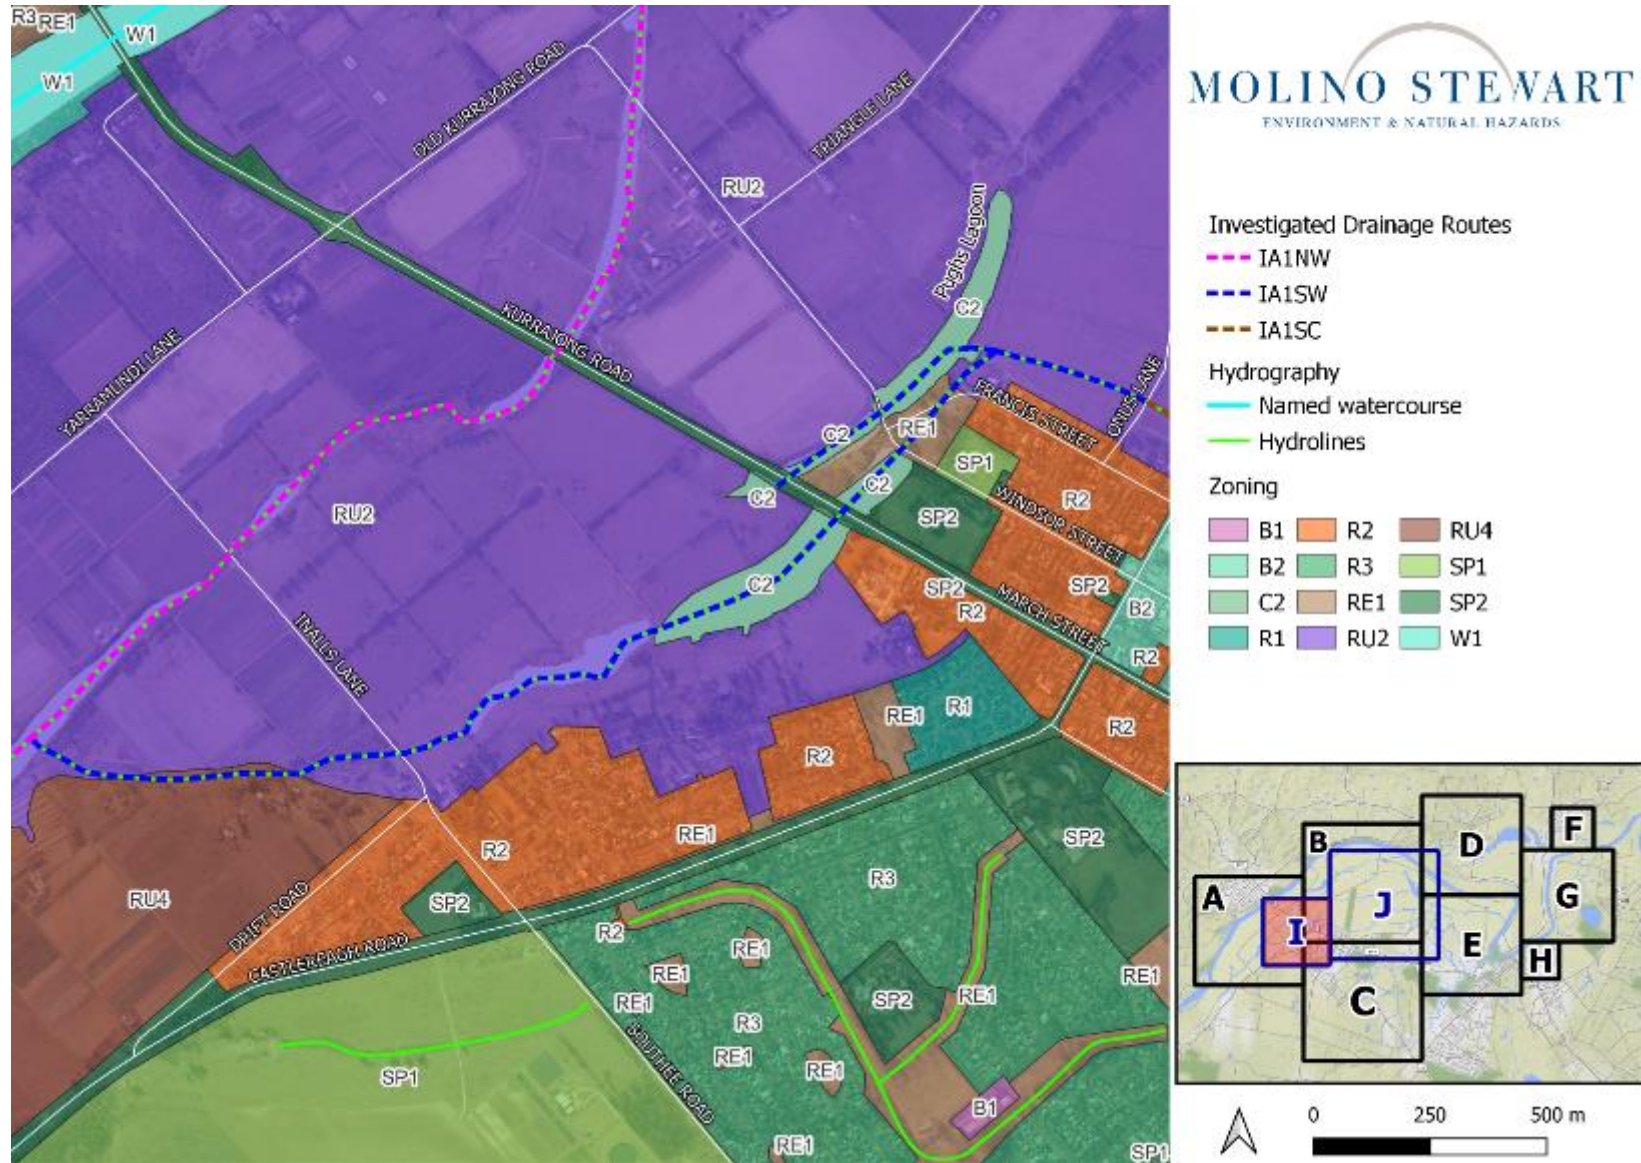 R3
RE1
W1
W1
OLD KURRAJONG ROAD
TRIANGLE LANE
RU2
Pughs Lagoon
C2
KURRAJONG ROAD
YARRAMUNDI LANE
ONUS LANE
FRANCIS STREET
C2
RE1
SP1
C2
C2
WINDSOR STREET
R2
RU2
SP2
C2
SP2
R2
MARCH STREET
SP2
B2
R2
INALLS LANE
RE1
R1
R2
R2
RE1
SP2
R2
R3
RU4
SP2
DRIFT ROAD
CASTLEREAGH ROAD
R2
RE1
RE1
RE1
RE1
SP2
RE1
R3
RE1
RE1
SP1
SOUTHEE ROAD
B1
RE1
SP1
MOLINO STEWART
ENVIRONMENT & NATURAL HAZARDS
Investigated Drainage Routes
IA1NW
IA1SW
IA1SC
Hydrography
Named watercourse
Hydrolines
Zoning
B1 R2 RU4
B2 R3 SP1
C2 RE1 SP2
R1 RU2 W1
A
B
C
D
E
F
G
H
I
J
0 250 500 m